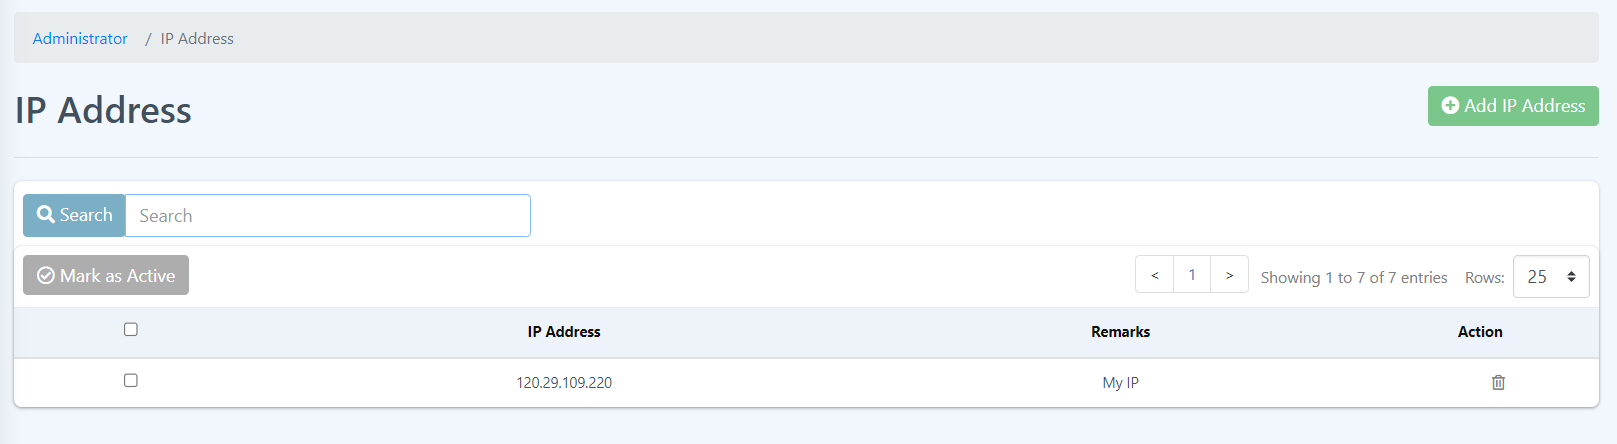 Administrator / IP Address
IP Address
Add IP Address
Search
Search
Mark as Active
< 1 > Showing 1 to 7 of 7 entries Rows: 25
IP Address Remarks Action
120.29.109.220 My IP